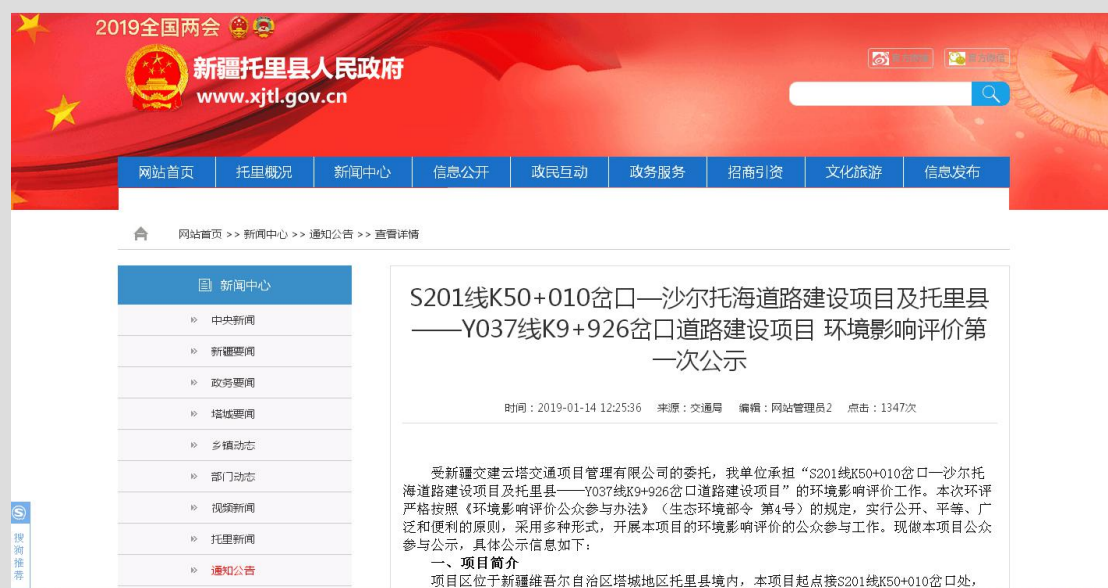 2019全国两会
新疆托里县人民政府
www.xjtl.gov.cn
网站首页 托里概况 新闻中心 信息公开 政民互动 政务服务 招商引资 文化旅游 信息发布
网站首页 >> 新闻中心 >> 通知公告 >> 查看详情
新闻中心
中央新闻
新疆要闻
政务要闻
塔城要闻
乡镇动态
部门动态
视频新闻
托里新闻
通知公告
S201线K50+010岔口—沙尔托海道路建设项目及托里县
——Y037线K9+926岔口道路建设项目 环境影响评价第
一次公示
时间：2019-01-14 12:25:36 来源：交通局 编辑：网站管理员2 点击：1347次
受新疆交建云塔交通项目管理有限公司的委托，我单位承担“S201线K50+010岔口—沙尔托
海道路建设项目及托里县——Y037线K9+926岔口道路建设项目”的环境影响评价工作。本次环评
严格按照《环境影响评价公众参与办法》（生态环境部令 第4号）的规定，实行公开、平等、广
泛和便利的原则，采用多种形式，开展本项目的环境影响评价的公众参与工作。现做本项目公众
参与公示，具体公示信息如下：
一、项目简介
项目区位于新疆维吾尔自治区塔城地区托里县境内，本项目起点接S201线K50+010岔口处，
搜狗推荐